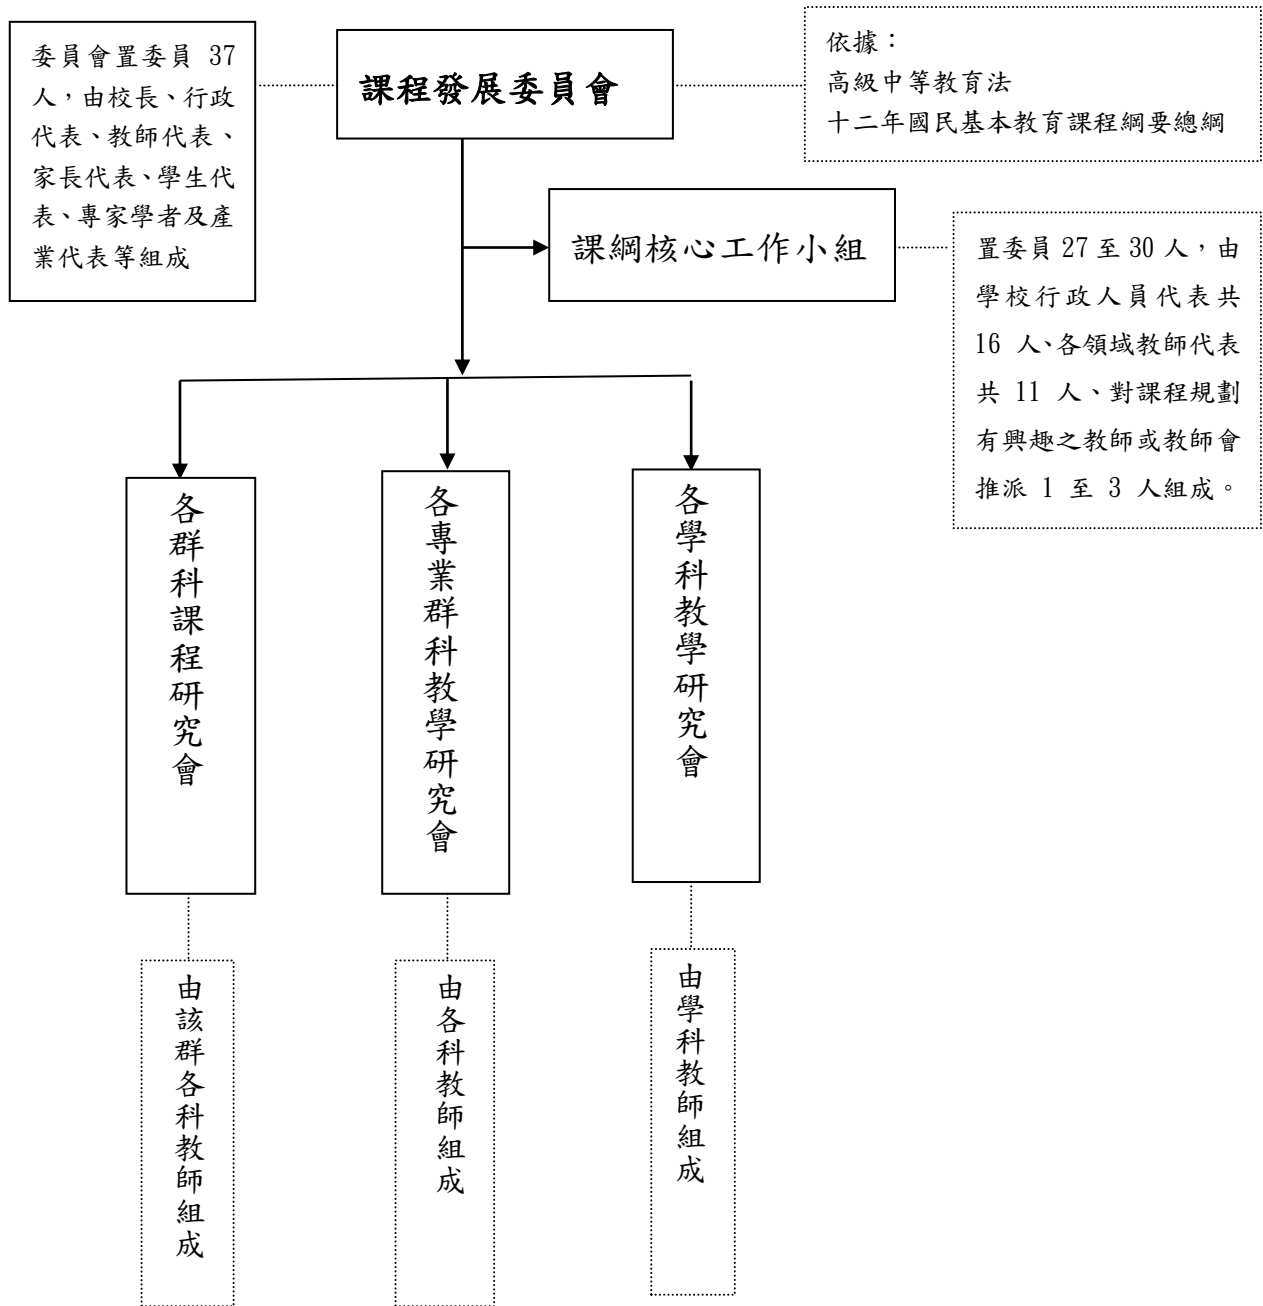 委員會置委員 37
人，由校長、行政
代表、教師代表、
家長代表、學生代
表、專家學者及產
業代表等組成
課程發展委員會
依據：
高級中等教育法
十二年國民基本教育課程綱要總綱
課綱核心工作小組
置委員 27 至 30 人，由
學校行政人員代表共
16 人、各領域教師代表
共 11 人、對課程規劃
有興趣之教師或教師會
推派 1 至 3 人組成。
各群科課程研究會
各專業群科教學研究會
各學科教學研究會
由該群各科教師組成
由各科教師組成
由學科教師組成